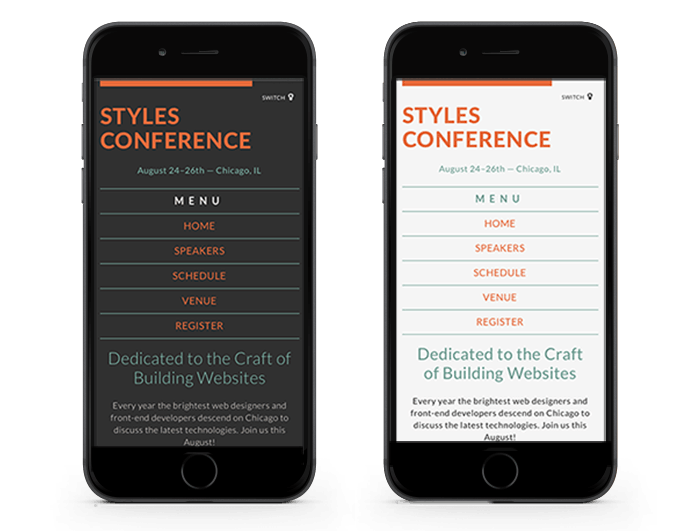 SWITCH
STYLES
CONFERENCE
August 24–26th — Chicago, IL
MENU
HOME
SPEAKERS
SCHEDULE
VENUE
REGISTER
Dedicated to the Craft of
Building Websites
Every year the brightest web designers and
front-end developers descend on Chicago to
discuss the latest technologies. Join us this
August!
SWITCH
STYLES
CONFERENCE
August 24–26th — Chicago, IL
MENU
HOME
SPEAKERS
SCHEDULE
VENUE
REGISTER
Dedicated to the Craft
of Building Websites
Every year the brightest web designers and
front-end developers descend on Chicago to
discuss the latest technologies. Join us this
August!